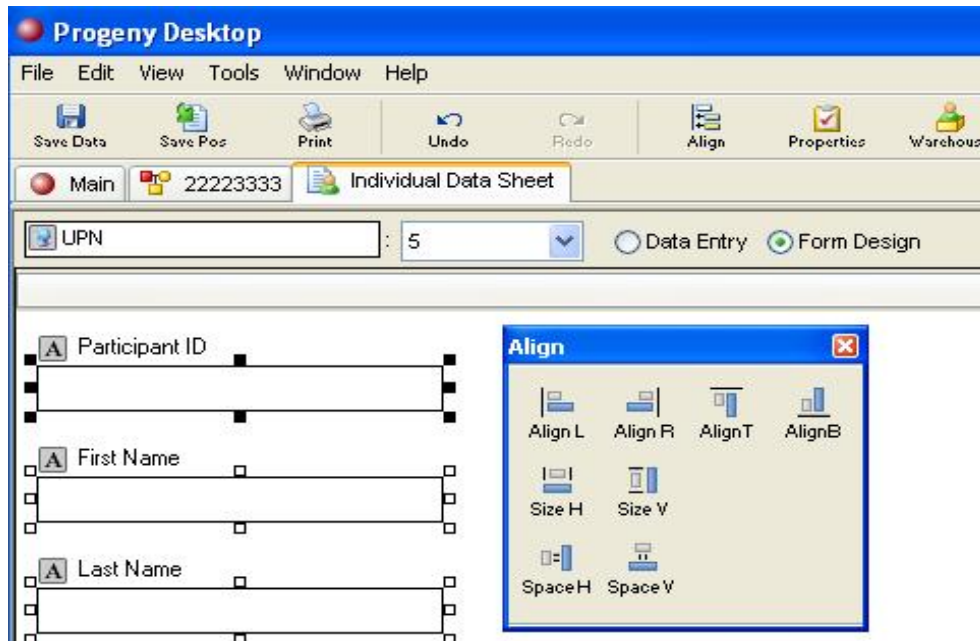 Progeny Desktop
File Edit View Tools Window Help
Save Data Save Pos Print Undo Redo Align Properties Warehous
Main 22223333 Individual Data Sheet
UPN : 5 Data Entry Form Design
A Participant ID
Align
Align L Align R AlignT AlignB
A First Name
Size H Size V
A Last Name
SpaceH Space V